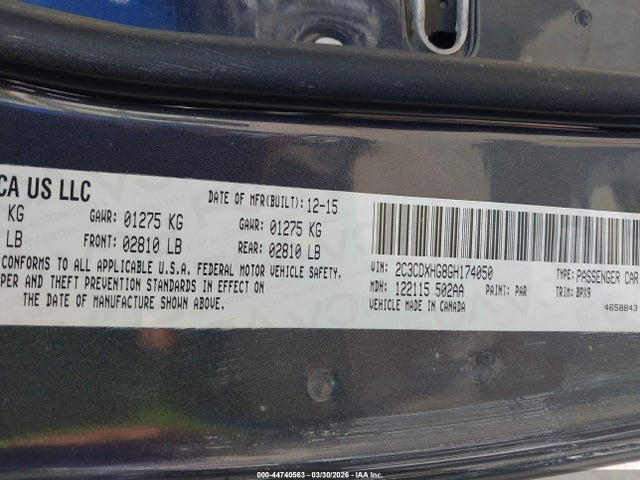 CA US LLC
DATE OF MFR(BUILT): 12-15
KG GAWR: 01275 KG GAWR: 01275 KG
LB FRONT: 02810 LB REAR: 02810 LB
CONFORMS TO ALL APPLICABLE U.S.A. FEDERAL MOTOR VEHICLE SAFETY,
PER AND THEFT PREVENTION STANDARDS IN EFFECT ON
THE DATE OF MANUFACTURE SHOWN ABOVE.
VIN: 2C3CDXHG8GH174050 TYPE: PASSENGER CAR
MDH: 122115 502AA PAINT: PAR TRIM: BPX9
VEHICLE MADE IN CANADA
4658843
000-44740563 — 03/30/2026 — IAA Inc.